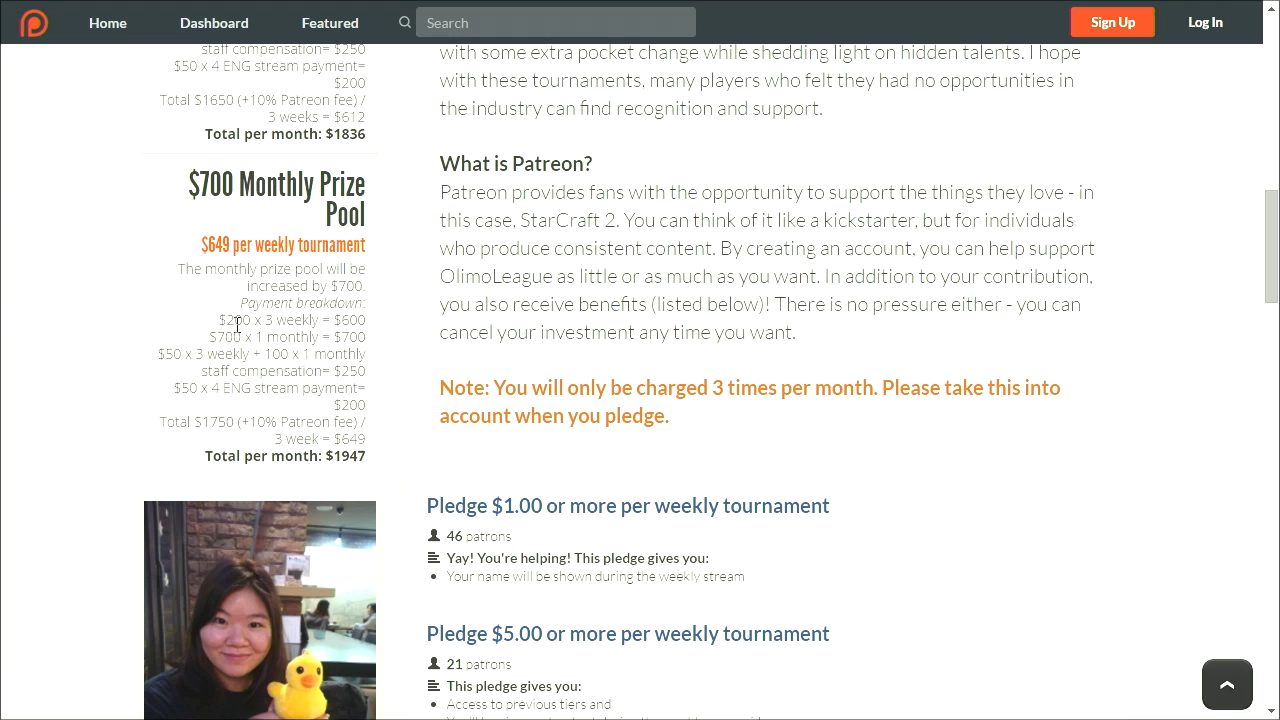 Home
Dashboard
Featured
Search
Sign Up
Log In
staff compensation= $250
$50 x 4 ENG stream payment=
$200
Total $1650 (+10% Patreon fee) /
3 weeks = $612
Total per month: $1836
$700 Monthly Prize
Pool
$649 per weekly tournament
The monthly prize pool will be
increased by $700.
Payment breakdown:
$200 x 3 weekly = $600
$700 x 1 monthly = $700
$50 x 3 weekly + 100 x 1 monthly
staff compensation= $250
$50 x 4 ENG stream payment=
$200
Total $1750 (+10% Patreon fee) /
3 week = $649
Total per month: $1947
with some extra pocket change while shedding light on hidden talents. I hope
with these tournaments, many players who felt they had no opportunities in
the industry can find recognition and support.
What is Patreon?
Patreon provides fans with the opportunity to support the things they love - in
this case, StarCraft 2. You can think of it like a kickstarter, but for individuals
who produce consistent content. By creating an account, you can help support
OlimoLeague as little or as much as you want. In addition to your contribution,
you also receive benefits (listed below)! There is no pressure either - you can
cancel your investment any time you want.
Note: You will only be charged 3 times per month. Please take this into
account when you pledge.
Pledge $1.00 or more per weekly tournament
46 patrons
Yay! You're helping! This pledge gives you:
• Your name will be shown during the weekly stream
Pledge $5.00 or more per weekly tournament
21 patrons
This pledge gives you:
• Access to previous tiers and